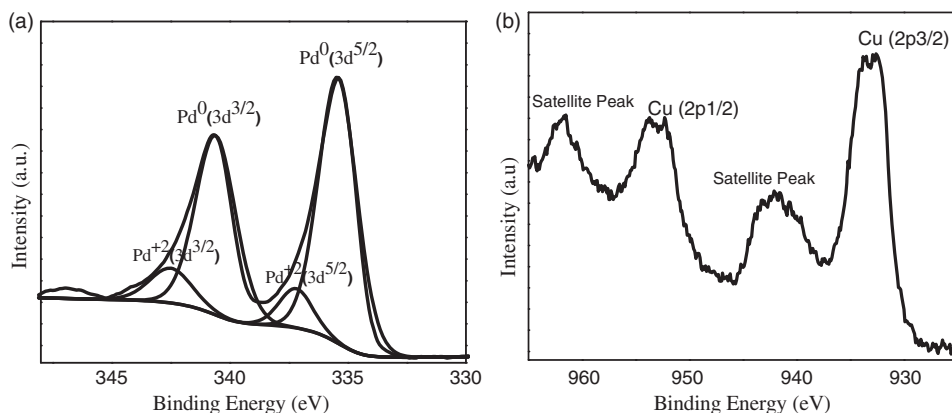 (a)
Pd⁰(3d⁵/²)
Pd⁰(3d³/²)
Pd⁺²(3d³/²)
Pd⁺²(3d⁵/²)
Intensity (a.u.)
345 340 335 330
Binding Energy (eV)
(b)
Cu (2p3/2)
Satellite Peak
Cu (2p1/2)
Satellite Peak
Intensity (a.u)
960 950 940 930
Binding Energy (eV)